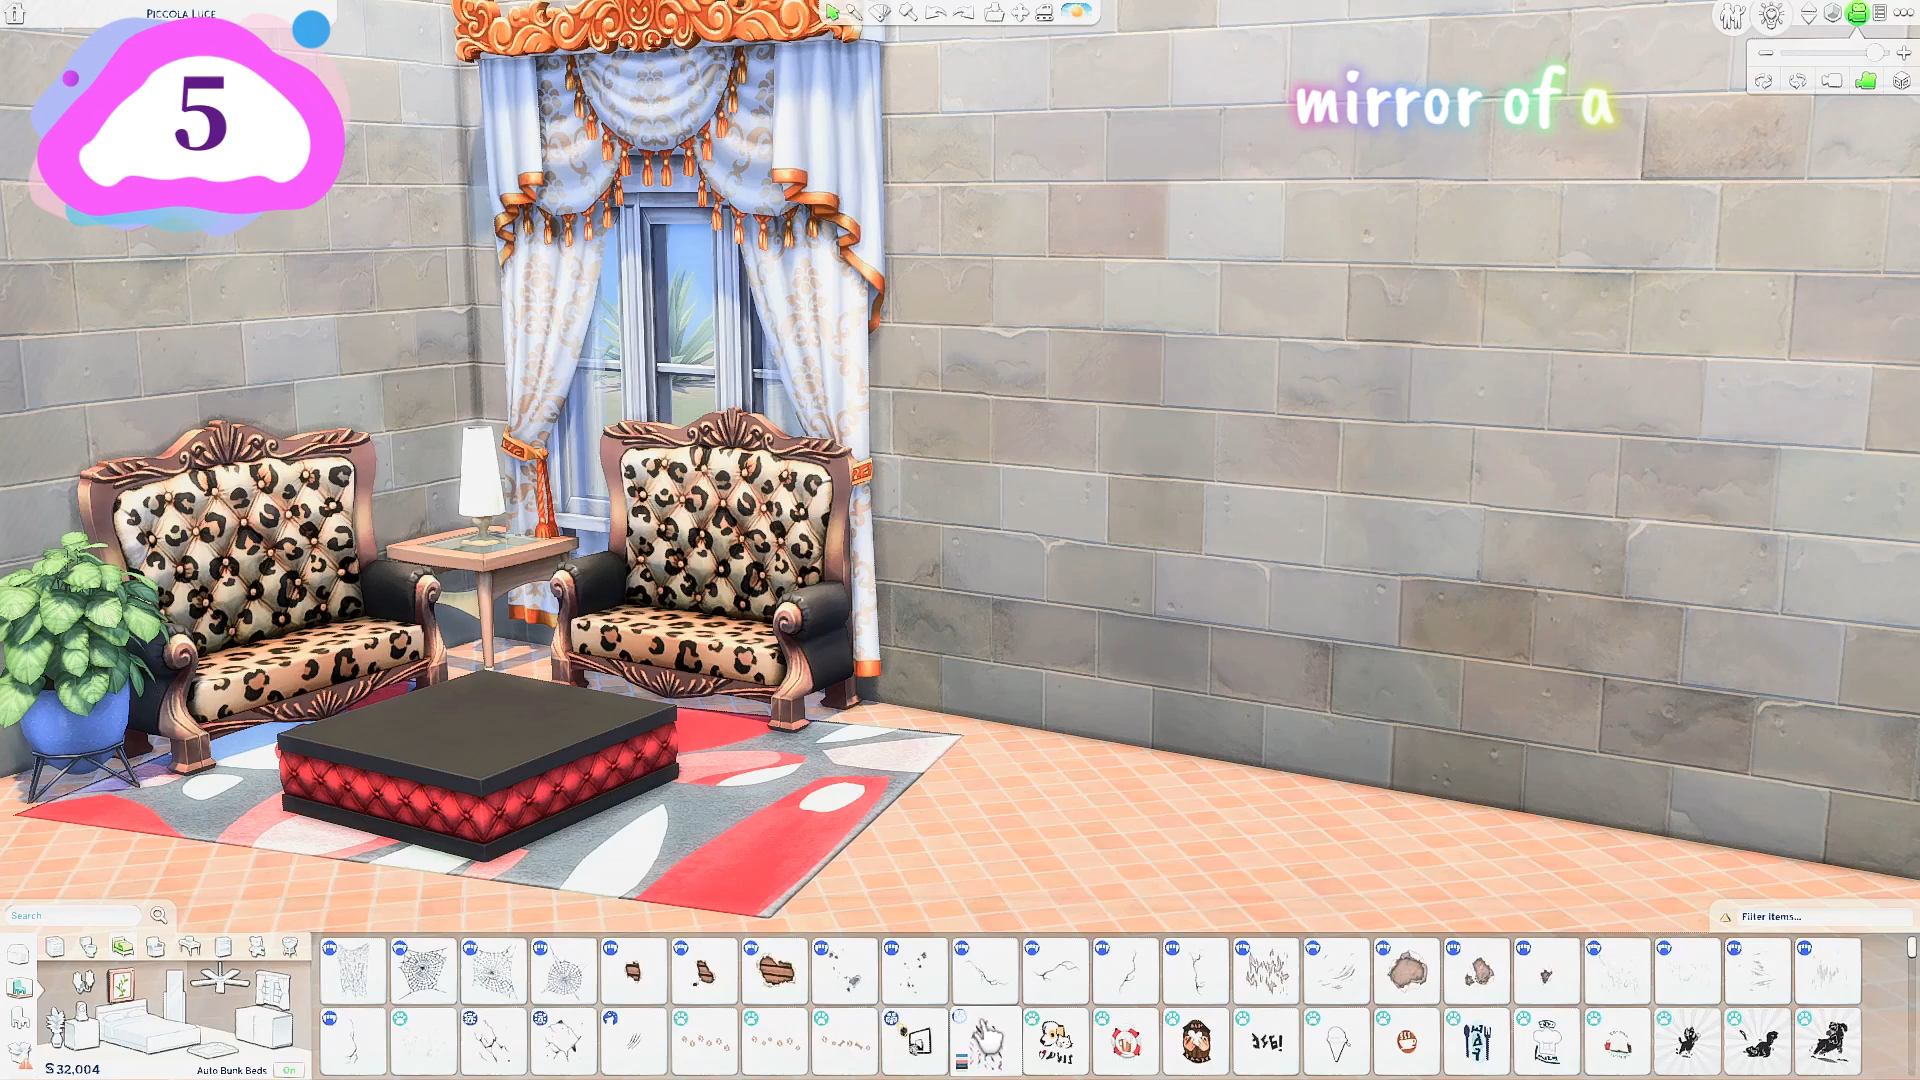 Piccola Luce
5
mirror of a
Search
Filter Items...
§32,004
Auto Bunk Beds
On